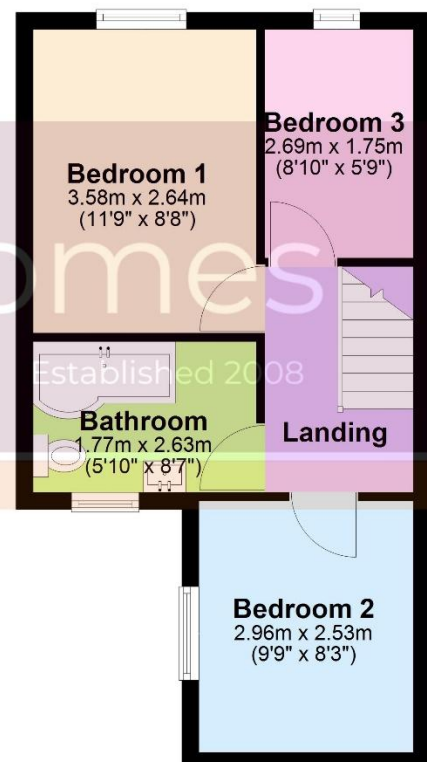 Bedroom 1
3.58m x 2.64m
(11'9" x 8'8")
Bedroom 3
2.69m x 1.75m
(8'10" x 5'9")
omes
Established 2008
Bathroom
1.77m x 2.63m
(5'10" x 8'7")
Landing
Bedroom 2
2.96m x 2.53m
(9'9" x 8'3")